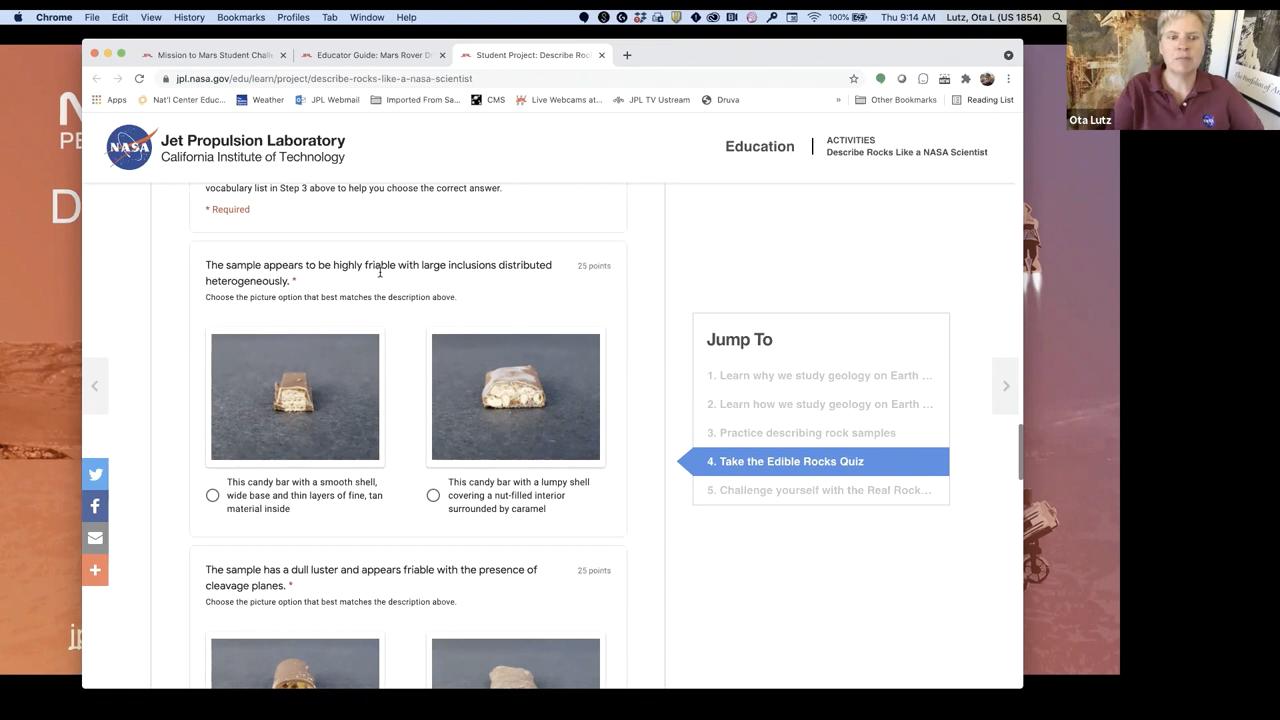 Chrome File Edit View History Bookmarks Profiles Tab Window Help
100% Thu 9:14 AM Lutz, Ota L (US 1854)
Mission to Mars Student Chall
Educator Guide: Mars Rover D
Student Project: Describe Roc
jpl.nasa.gov/edu/learn/project/describe-rocks-like-a-nasa-scientist
Apps Nat'l Center Educ... Weather JPL Webmail Imported From Sa... CMS Live Webcams at... JPL TV Ustream Druva » Other Bookmarks Reading List
Ota Lutz
NASA
Jet Propulsion Laboratory
California Institute of Technology
Education
ACTIVITIES
Describe Rocks Like a NASA Scientist
N
PE
D
jp
vocabulary list in Step 3 above to help you choose the correct answer.
* Required
The sample appears to be highly friable with large inclusions distributed
heterogeneously. *
25 points
Choose the picture option that best matches the description above.
This candy bar with a smooth shell,
wide base and thin layers of fine, tan
material inside
This candy bar with a lumpy shell
covering a nut-filled interior
surrounded by caramel
The sample has a dull luster and appears friable with the presence of
cleavage planes. *
25 points
Choose the picture option that best matches the description above.
Jump To
1. Learn why we study geology on Earth ...
2. Learn how we study geology on Earth ...
3. Practice describing rock samples
4. Take the Edible Rocks Quiz
5. Challenge yourself with the Real Rock...